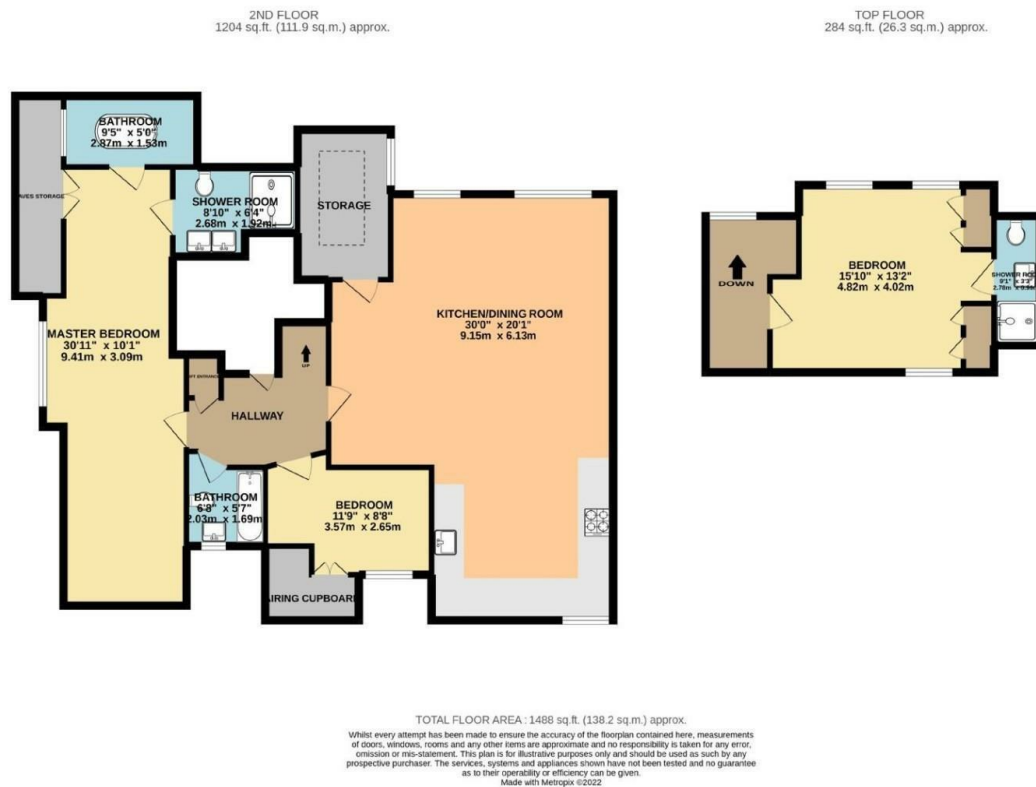 2ND FLOOR
1204 sq.ft. (111.9 sq.m.) approx.
TOP FLOOR
284 sq.ft. (26.3 sq.m.) approx.
BATHROOM
9'5" x 5'0"
2.87m x 1.53m
AVES STORAGE
SHOWER ROOM
8'10" x 6'4"
2.68m x 1.92m
STORAGE
MASTER BEDROOM
30'11" x 10'1"
9.41m x 3.09m
KITCHEN/DINING ROOM
30'0" x 20'1"
9.15m x 6.13m
UP
ENTRANCE
HALLWAY
BATHROOM
6'8" x 5'7"
2.03m x 1.69m
BEDROOM
11'9" x 8'8"
3.57m x 2.65m
AIRING CUPBOARD
DOWN
BEDROOM
15'10" x 13'2"
4.82m x 4.02m
SHOWER ROOM
9'1" x 3'3"
TOTAL FLOOR AREA : 1488 sq.ft. (138.2 sq.m.) approx.
Whilst every attempt has been made to ensure the accuracy of the floorplan contained here, measurements
of doors, windows, rooms and any other items are approximate and no responsibility is taken for any error,
omission or mis-statement. This plan is for illustrative purposes only and should be used as such by any
prospective purchaser. The services, systems and appliances shown have not been tested and no guarantee
as to their operability or efficiency can be given.
Made with Metropix ©2022